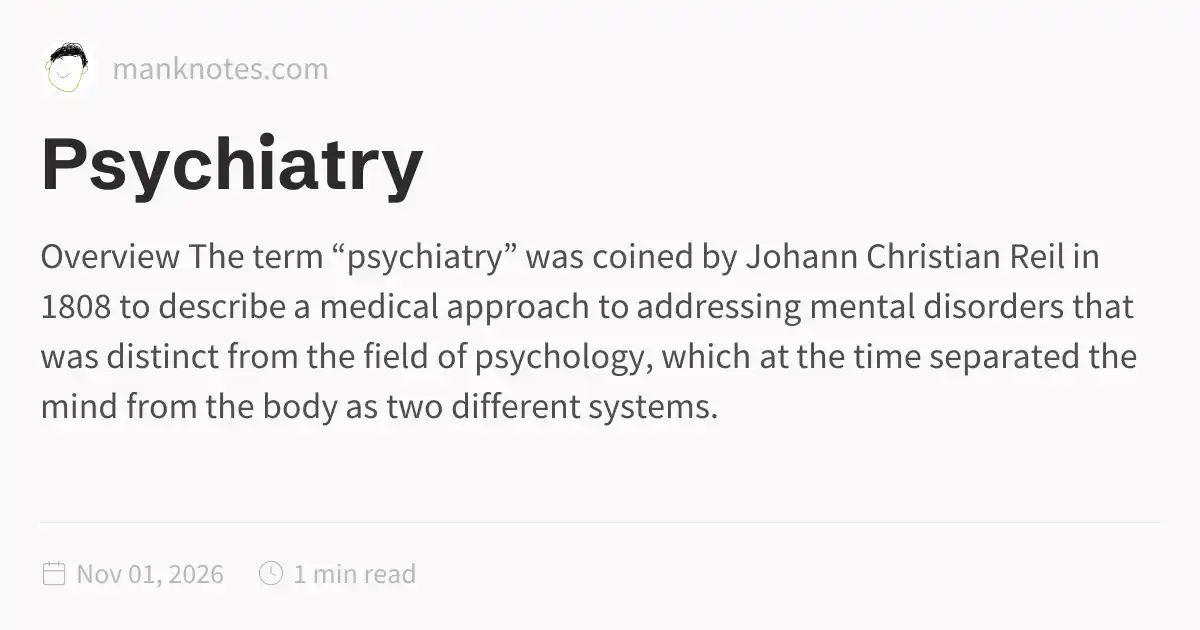 manknotes.com
Psychiatry
Overview The term “psychiatry” was coined by Johann Christian Reil in
1808 to describe a medical approach to addressing mental disorders that
was distinct from the field of psychology, which at the time separated the
mind from the body as two different systems.
Nov 01, 2026 1 min read